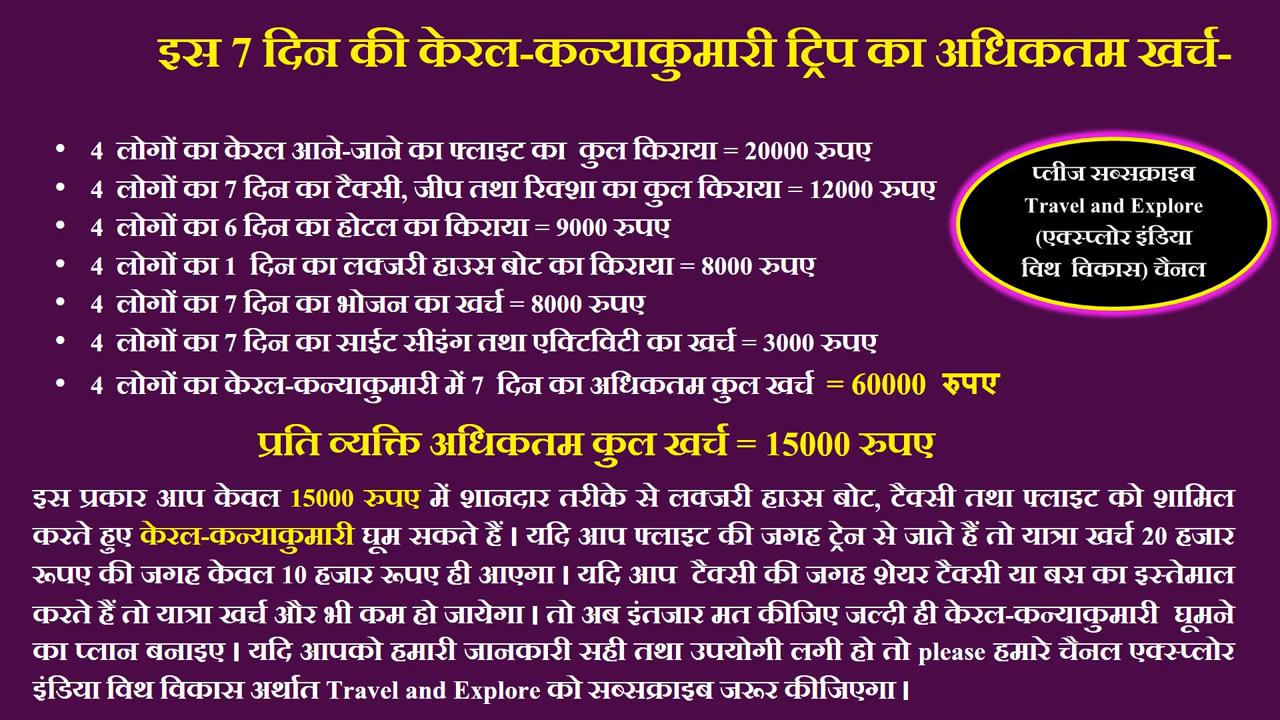 इस 7 दिन की केरल-कन्याकुमारी ट्रिप का अधिकतम खर्च-
• 4 लोगों का केरल आने-जाने का फ्लाइट का कुल किराया = 20000 रुपए
• 4 लोगों का 7 दिन का टैक्सी, जीप तथा रिक्शा का कुल किराया = 12000 रुपए
• 4 लोगों का 6 दिन का होटल का किराया = 9000 रुपए
• 4 लोगों का 1 दिन का लक्जरी हाउस बोट का किराया = 8000 रुपए
• 4 लोगों का 7 दिन का भोजन का खर्च = 8000 रुपए
• 4 लोगों का 7 दिन का साईट सीइंग तथा एक्टिविटी का खर्च = 3000 रुपए
• 4 लोगों का केरल-कन्याकुमारी में 7 दिन का अधिकतम कुल खर्च = 60000 रुपए
प्लीज सब्सक्राइब
Travel and Explore
(एक्स्प्लोर इंडिया
विथ विकास) चैनल
प्रति व्यक्ति अधिकतम कुल खर्च = 15000 रुपए
इस प्रकार आप केवल 15000 रुपए में शानदार तरीके से लक्जरी हाउस बोट, टैक्सी तथा फ्लाइट को शामिल
करते हुए केरल-कन्याकुमारी घूम सकते हैं। यदि आप फ्लाइट की जगह ट्रेन से जाते हैं तो यात्रा खर्च 20 हजार
रूपए की जगह केवल 10 हजार रूपए ही आएगा। यदि आप टैक्सी की जगह शेयर टैक्सी या बस का इस्तेमाल
करते हैं तो यात्रा खर्च और भी कम हो जायेगा। तो अब इंतजार मत कीजिए जल्दी ही केरल-कन्याकुमारी घूमने
का प्लान बनाइए। यदि आपको हमारी जानकारी सही तथा उपयोगी लगी हो तो please हमारे चैनल एक्स्प्लोर
इंडिया विथ विकास अर्थात Travel and Explore को सब्सक्राइब जरूर कीजिएगा।